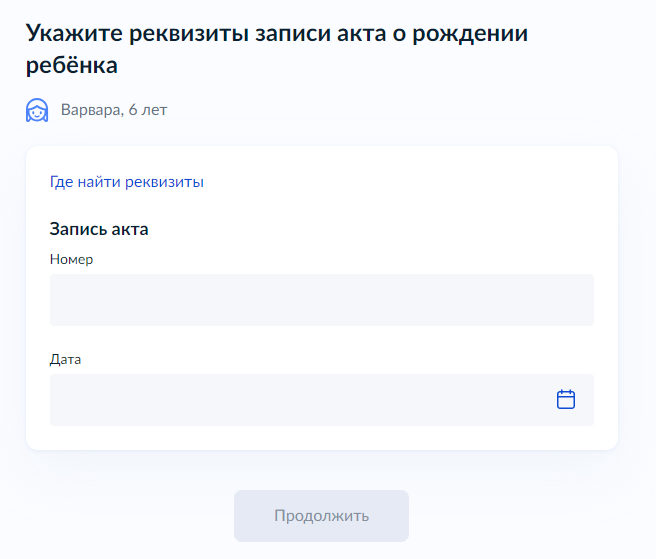 Укажите реквизиты записи акта о рождении
ребёнка
Варвара, 6 лет
Где найти реквизиты
Запись акта
Номер
Дата
Продолжить